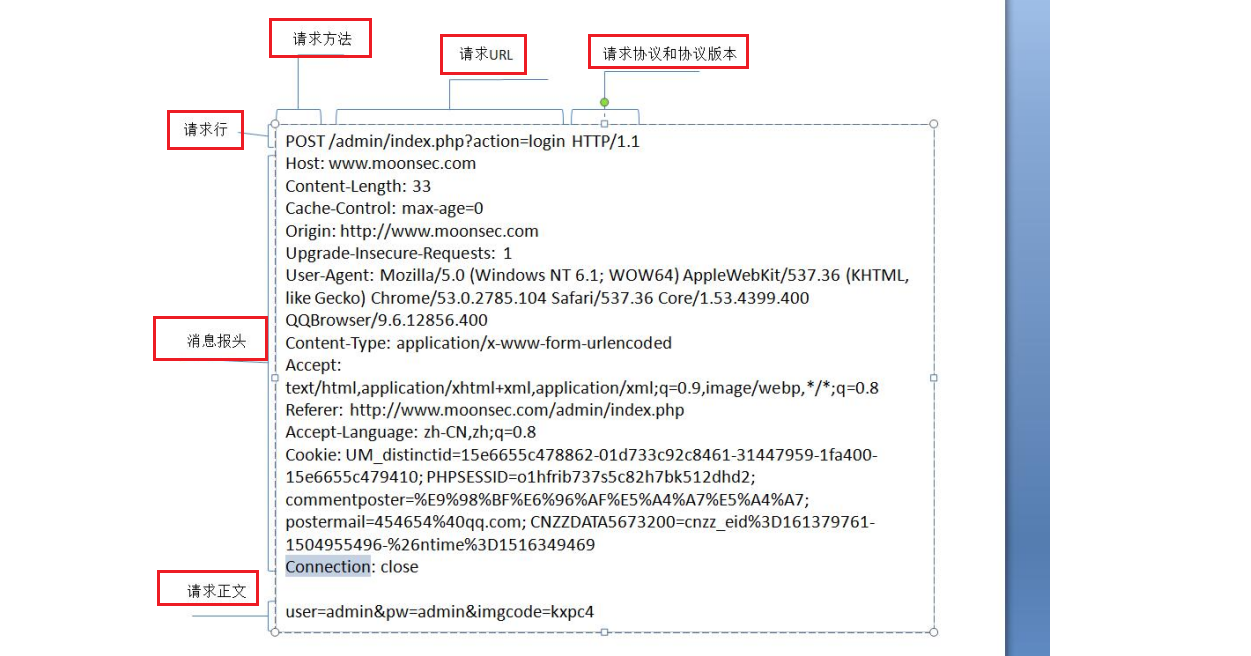 请求方法
请求URL
请求协议和协议版本
请求行
POST /admin/index.php?action=login HTTP/1.1
Host: www.moonsec.com
Content-Length: 33
Cache-Control: max-age=0
Origin: http://www.moonsec.com
Upgrade-Insecure-Requests: 1
User-Agent: Mozilla/5.0 (Windows NT 6.1; WOW64) AppleWebKit/537.36 (KHTML,
like Gecko) Chrome/53.0.2785.104 Safari/537.36 Core/1.53.4399.400
QQBrowser/9.6.12856.400
消息报头
Content-Type: application/x-www-form-urlencoded
Accept:
text/html,application/xhtml+xml,application/xml;q=0.9,image/webp,*/*;q=0.8
Referer: http://www.moonsec.com/admin/index.php
Accept-Language: zh-CN,zh;q=0.8
Cookie: UM_distinctid=15e6655c478862-01d733c92c8461-31447959-1fa400-
15e6655c479410; PHPSESSID=o1hfrib737s5c82h7bk512dhd2;
commentposter=%E9%98%BF%E6%96%AF%E5%A4%A7%E5%A4%A7;
postermail=454654%40qq.com; CNZZDATA5673200=cnzz_eid%3D161379761-
1504955496-%26ntime%3D1516349469
Connection: close
请求正文
user=admin&pw=admin&imgcode=kxpc4